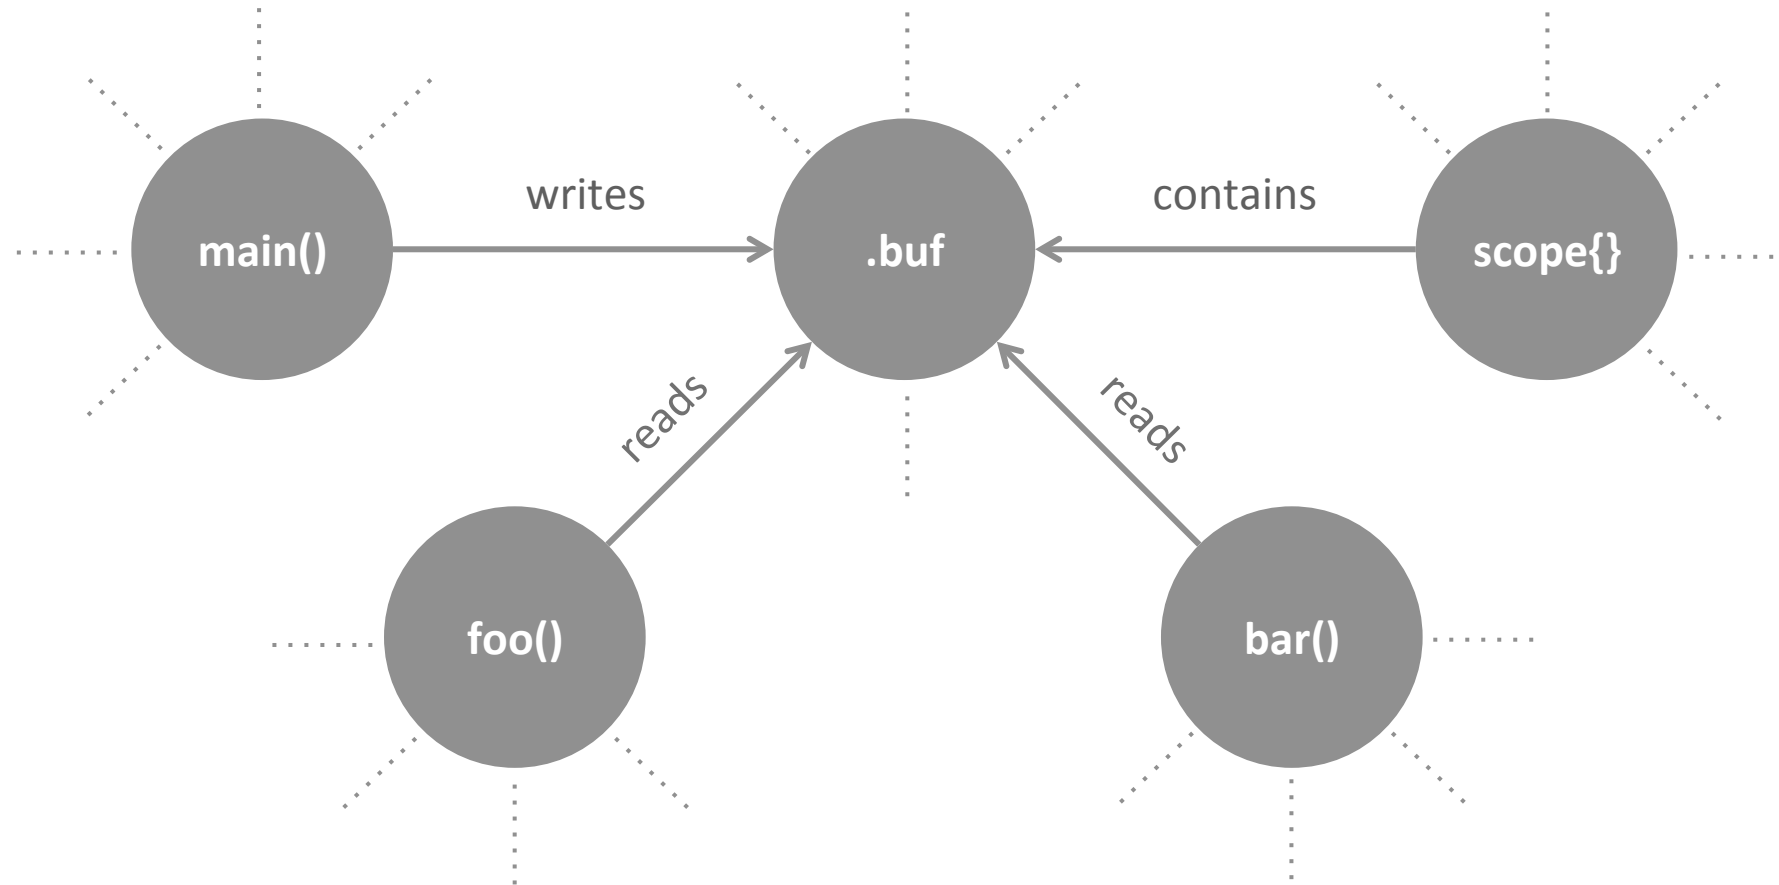 writes
contains
main()
.buf
scope{}
reads
reads
foo()
bar()